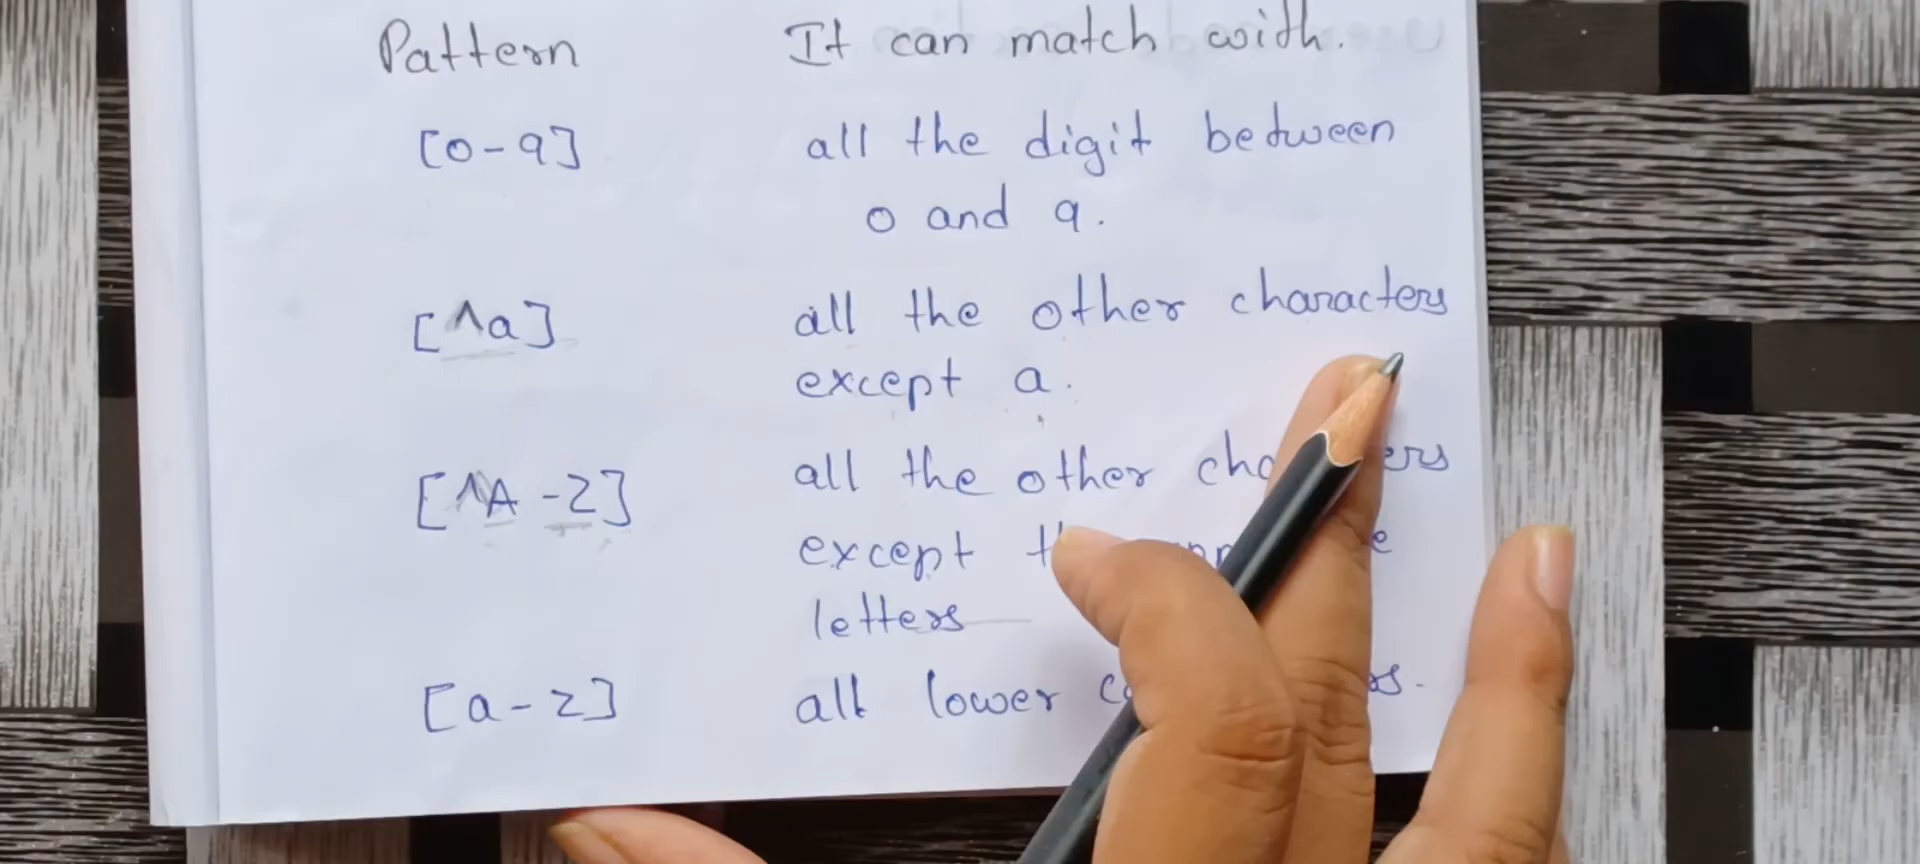 Pattern It can match with.
[0-9] all the digit between
0 and 9.
[^a] all the other characters
except a.
[^A-Z] all the other
except
letters
[a-z] all lower